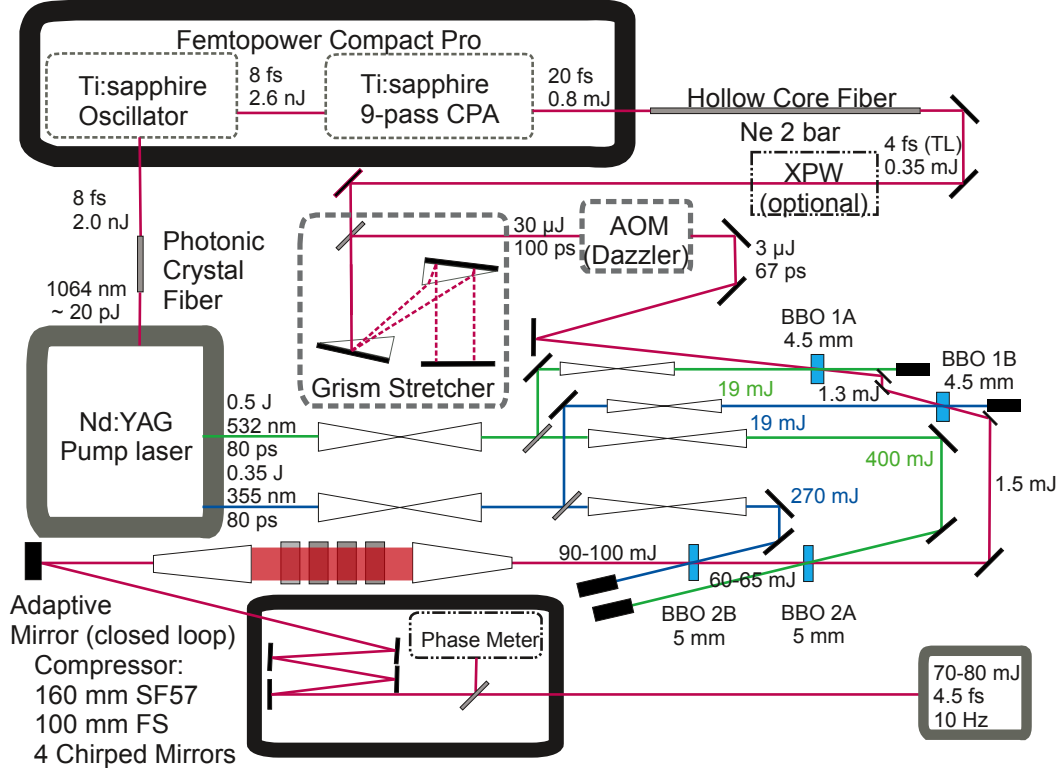 Femtopower Compact Pro
Ti:sapphire
Oscillator
8 fs
2.6 nJ
Ti:sapphire
9-pass CPA
20 fs
0.8 mJ
Hollow Core Fiber
Ne 2 bar
4 fs (TL)
0.35 mJ
XPW
(optional)
8 fs
2.0 nJ
Photonic
Crystal
Fiber
1064 nm
~ 20 pJ
30 µJ
100 ps
AOM
(Dazzler)
3 µJ
67 ps
Grism Stretcher
BBO 1A
4.5 mm
BBO 1B
4.5 mm
19 mJ
1.3 mJ
19 mJ
Nd:YAG
Pump laser
0.5 J
532 nm
80 ps
0.35 J
355 nm
80 ps
400 mJ
270 mJ
1.5 mJ
90-100 mJ
60-65 mJ
BBO 2B
5 mm
BBO 2A
5 mm
Adaptive
Mirror (closed loop)
Compressor:
160 mm SF57
100 mm FS
4 Chirped Mirrors
Phase Meter
70-80 mJ
4.5 fs
10 Hz